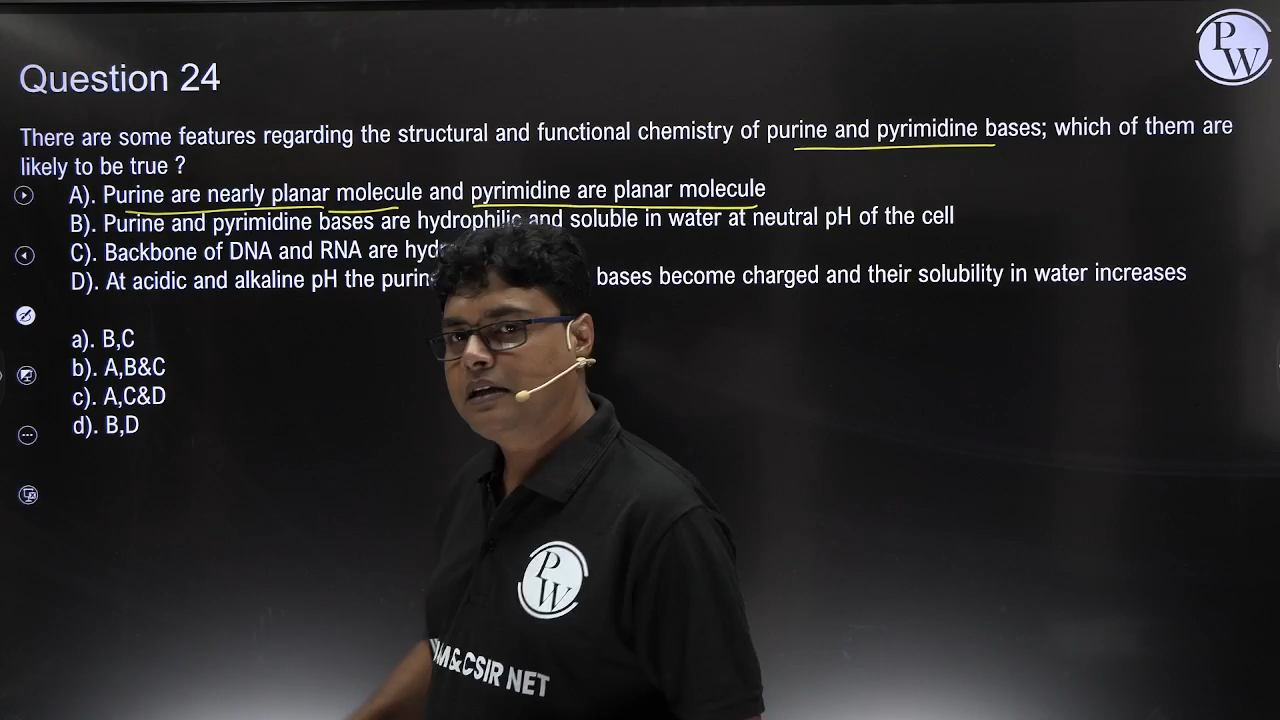 P
W
Question 24
There are some features regarding the structural and functional chemistry of purine and pyrimidine bases; which of them are
likely to be true ?
A). Purine are nearly planar molecule and pyrimidine are planar molecule
B). Purine and pyrimidine bases are hydrophilic and soluble in water at neutral pH of the cell
C). Backbone of DNA and RNA are
D). At acidic and alkaline pH the bases become charged and their solubility in water increases
a). B,C
b). A,B&C
c). A,C&D
d). B,D
P
W
& CSIR NET